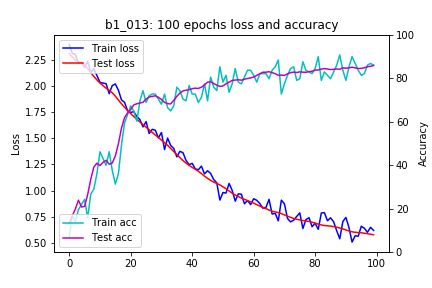 b1_013: 100 epochs loss and accuracy
Train loss
Test loss
Train acc
Test acc
Loss
Accuracy
2.25
2.00
1.75
1.50
1.25
1.00
0.75
0.50
100
80
60
40
20
0
0
20
40
60
80
100